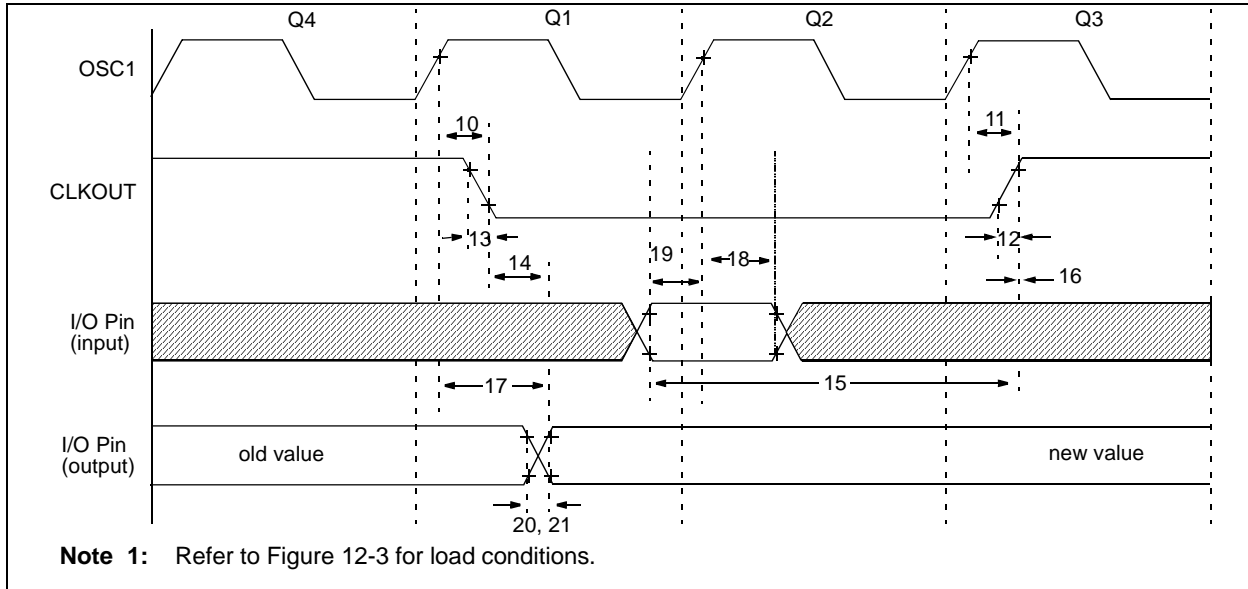 Q4 Q1 Q2 Q3
OSC1
10 11
CLKOUT
13 12
14 19 18 16
I/O Pin
(input)
17 15
I/O Pin
(output)
old value new value
20, 21
Note 1: Refer to Figure 12-3 for load conditions.